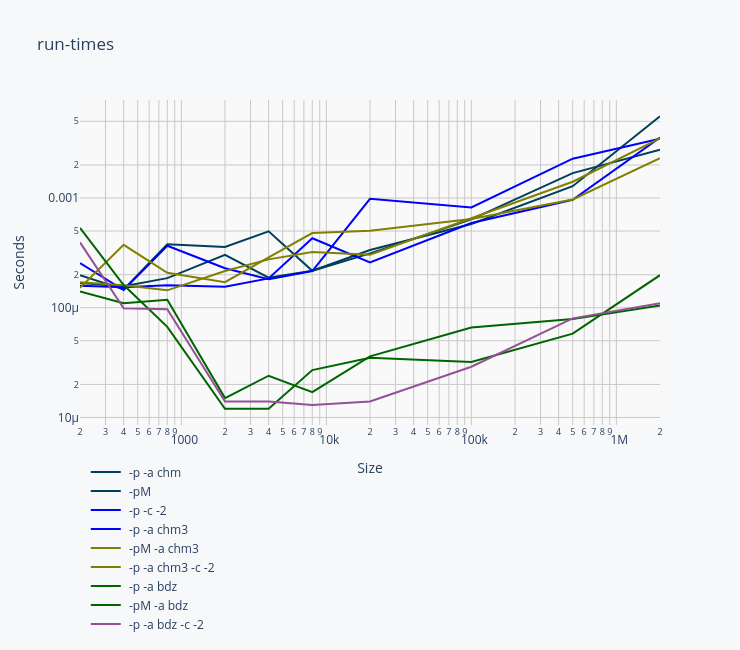 run-times
5
2
0.001
5
2
100μ
5
2
10μ
Seconds
2 3 4 5 6 7 8 9 1000 2 3 4 5 6 7 8 9 10k 2 3 4 5 6 7 8 9 100k 2 3 4 5 6 7 8 9 1M 2
Size
-p -a chm
-pM
-p -c -2
-p -a chm3
-pM -a chm3
-p -a chm3 -c -2
-p -a bdz
-pM -a bdz
-p -a bdz -c -2